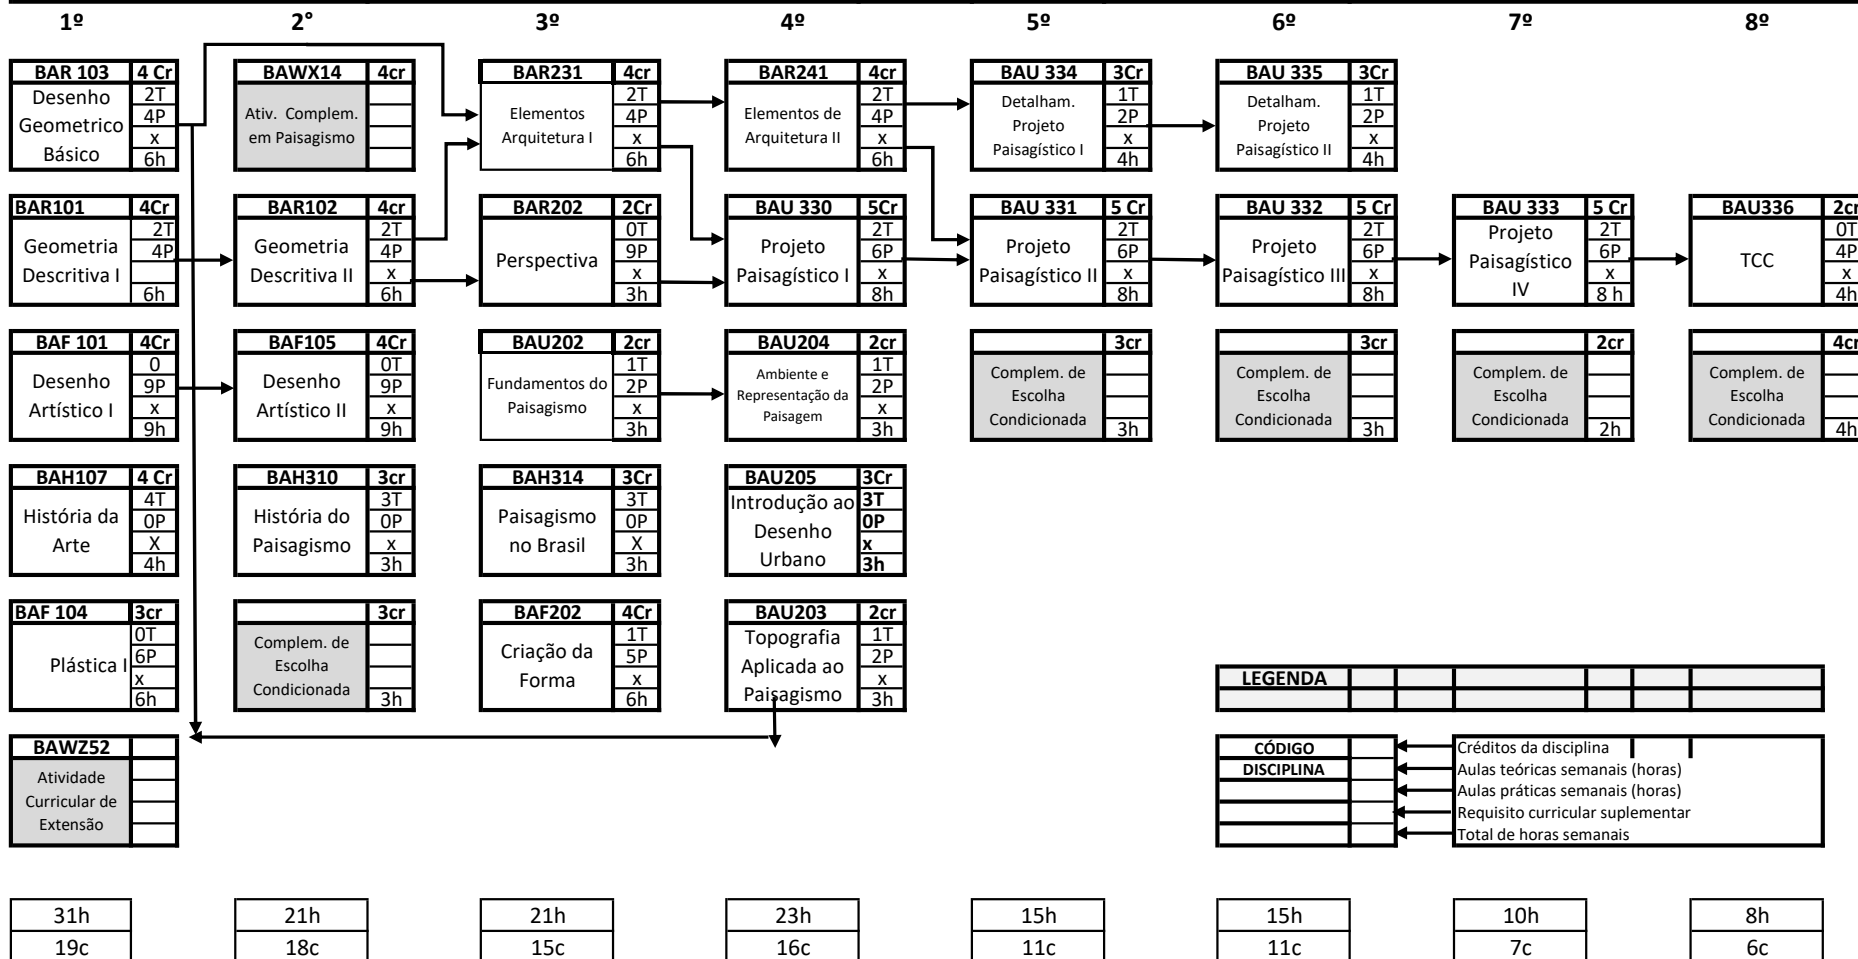 1º 2° 3º 4º 5º 6º 7º 8º
BAR 103 4 Cr
Desenho
Geometrico
Básico
2T
4P
x
6h
BAWX14 4cr
Ativ. Complem.
em Paisagismo
BAR231 4cr
Elementos
Arquitetura I
2T
4P
x
6h
BAR241 4cr
Elementos de
Arquitetura II
2T
4P
x
6h
BAU 334 3Cr
Detalham.
Projeto
Paisagístico I
1T
2P
x
4h
BAU 335 3Cr
Detalham.
Projeto
Paisagístico II
1T
2P
x
4h
BAR101 4Cr
Geometria
Descritiva I
2T
4P
6h
BAR102 4cr
Geometria
Descritiva II
2T
4P
x
6h
BAR202 2Cr
Perspectiva
0T
9P
x
3h
BAU 330 5Cr
Projeto
Paisagístico I
2T
6P
x
8h
BAU 331 5 Cr
Projeto
Paisagístico II
2T
6P
x
8h
BAU 332 5 Cr
Projeto
Paisagístico III
2T
6P
x
8h
BAU 333 5 Cr
Projeto
Paisagístico
IV
2T
6P
x
8 h
BAU336 2cr
TCC
0T
4P
x
4h
BAF 101 4Cr
Desenho
Artístico I
0
9P
x
9h
BAF105 4Cr
Desenho
Artístico II
0T
9P
x
9h
BAU202 2cr
Fundamentos do
Paisagismo
1T
2P
x
3h
BAU204 2cr
Ambiente e
Representação da
Paisagem
1T
2P
x
3h
3cr
Complem. de
Escolha
Condicionada
3h
3cr
Complem. de
Escolha
Condicionada
3h
2cr
Complem. de
Escolha
Condicionada
2h
4cr
Complem. de
Escolha
Condicionada
4h
BAH107 4 Cr
História da
Arte
4T
0P
X
4h
BAH310 3cr
História do
Paisagismo
3T
0P
x
3h
BAH314 3Cr
Paisagismo
no Brasil
3T
0P
X
3h
BAU205 3Cr
Introdução ao
Desenho
Urbano
3T
0P
x
3h
BAF 104 3cr
Plástica I
0T
6P
x
6h
3cr
Complem. de
Escolha
Condicionada
3h
BAF202 4Cr
Criação da
Forma
1T
5P
x
6h
BAU203 2cr
Topografia
Aplicada ao
Paisagismo
1T
2P
x
3h
LEGENDA
BAWZ52
Atividade
Curricular de
Extensão
CÓDIGO
DISCIPLINA
Créditos da disciplina
Aulas teóricas semanais (horas)
Aulas práticas semanais (horas)
Requisito curricular suplementar
Total de horas semanais
31h 21h 21h 23h 15h 15h 10h 8h
19c 18c 15c 16c 11c 11c 7c 6c